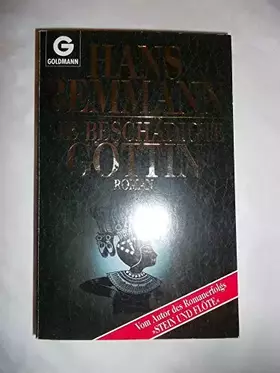 G
GOLDMANN
HANS
BEMMANN
DIE BESCHÄDIGTE
GÖTTIN
ROMAN
Vom Autor des Romanerfolgs
»STEIN UND FLÖTE«